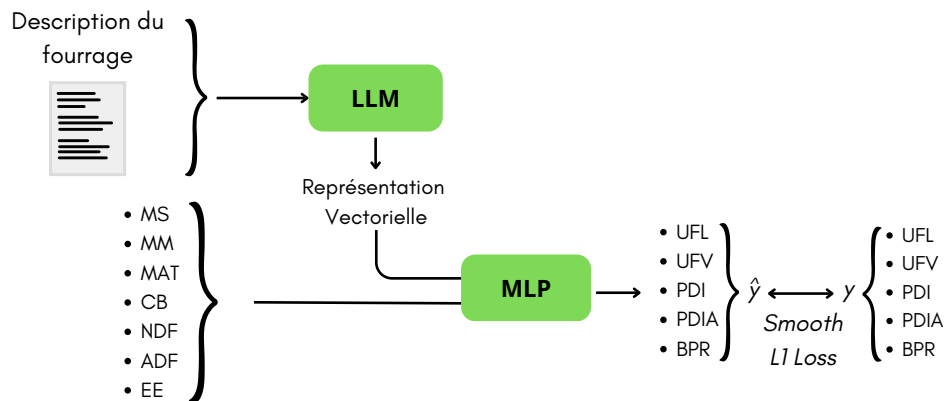 Description du
fourrage
LLM
Représentation
Vectorielle
• MS
• MM
• MAT
• CB
• NDF
• ADF
• EE
MLP
• UFL
• UFV
• PDI
• PDIA
• BPR
ŷ
Smooth
L1 Loss
y
• UFL
• UFV
• PDI
• PDIA
• BPR